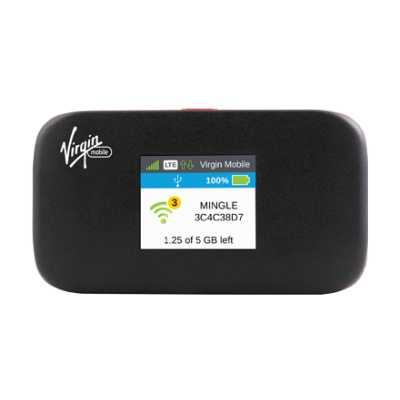 Virgin
mobile
LTE Virgin Mobile
100%
3
MINGLE
3C4C38D7
1.25 of 5 GB left